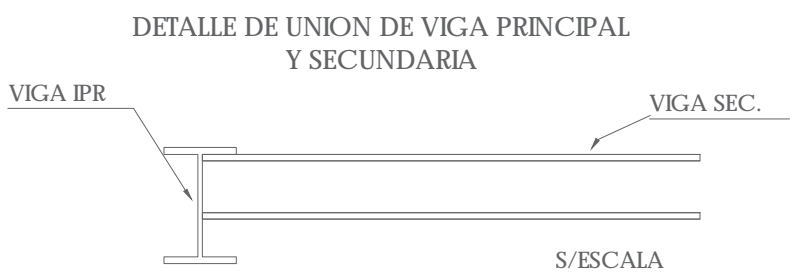 DETALLE DE UNION DE VIGA PRINCIPAL
Y SECUNDARIA
VIGA IPR
VIGA SEC.
S/ESCALA